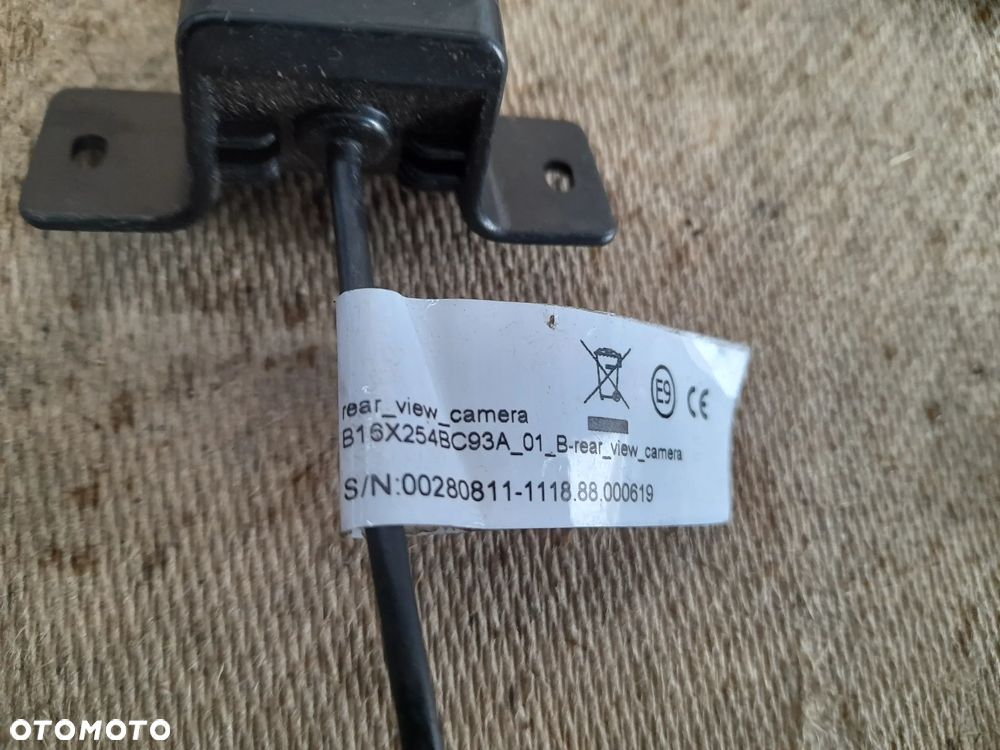 E9 CE
rear_view_camera
B16X254BC93A_01_B-rear_view_camera
S/N:00280811-1118.88.000619
OTOMOTO